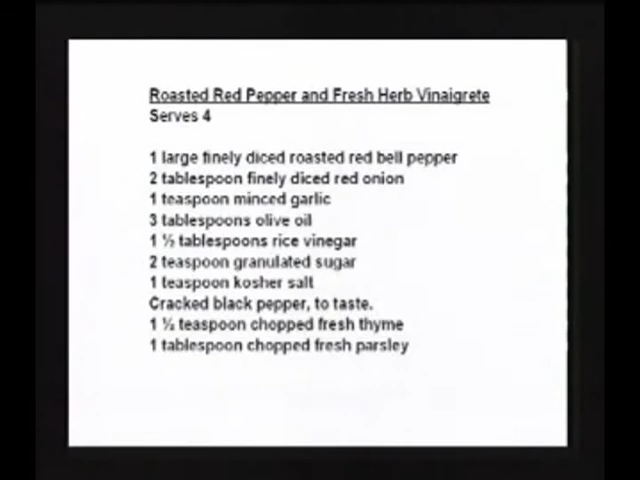 Roasted Red Pepper and Fresh Herb Vinaigrete
Serves 4
1 large finely diced roasted red bell pepper
2 tablespoon finely diced red onion
1 teaspoon minced garlic
3 tablespoons olive oil
1 ½ tablespoons rice vinegar
2 teaspoon granulated sugar
1 teaspoon kosher salt
Cracked black pepper, to taste.
1 ½ teaspoon chopped fresh thyme
1 tablespoon chopped fresh parsley